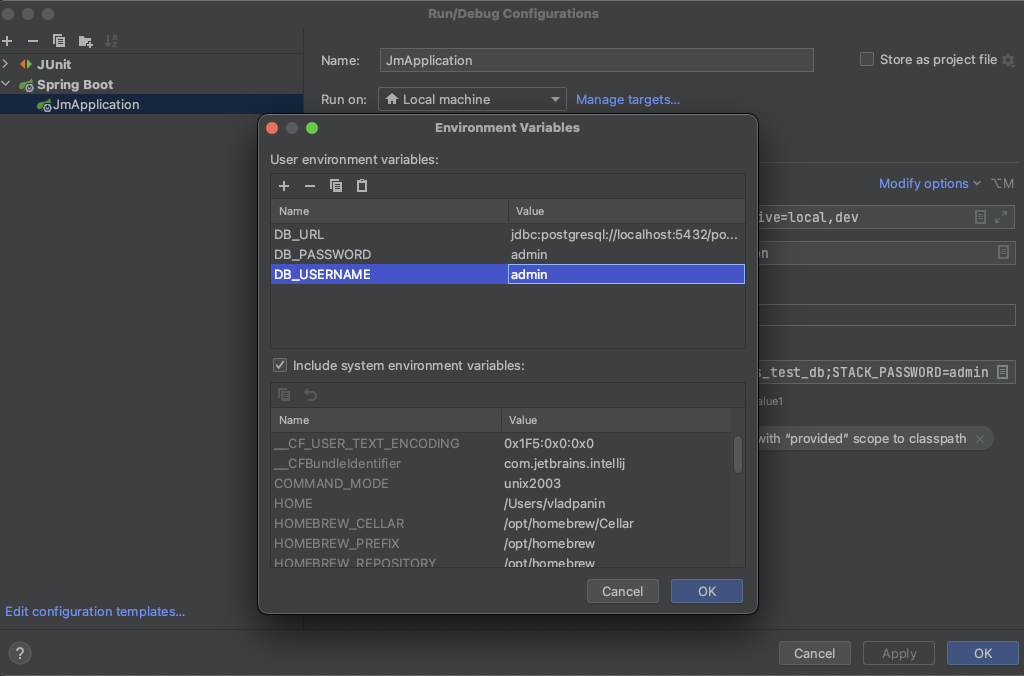 Run/Debug Configurations
JUnit
Spring Boot
JmApplication
Name:
JmApplication
Store as project file
Run on:
Local machine
Manage targets...
Modify options
⌥M
ive=local,dev
n
s_test_db;STACK_PASSWORD=admin
alue1
with “provided” scope to classpath
Environment Variables
User environment variables:
Name Value
DB_URL jdbc:postgresql://localhost:5432/po...
DB_PASSWORD admin
DB_USERNAME admin
Include system environment variables:
Name Value
__CF_USER_TEXT_ENCODING 0x1F5:0x0:0x0
__CFBundleIdentifier com.jetbrains.intellij
COMMAND_MODE unix2003
HOME /Users/vladpanin
HOMEBREW_CELLAR /opt/homebrew/Cellar
HOMEBREW_PREFIX /opt/homebrew
HOMEBREW_REPOSITORY /opt/homebrew
Cancel OK
Edit configuration templates...
?
Cancel Apply OK